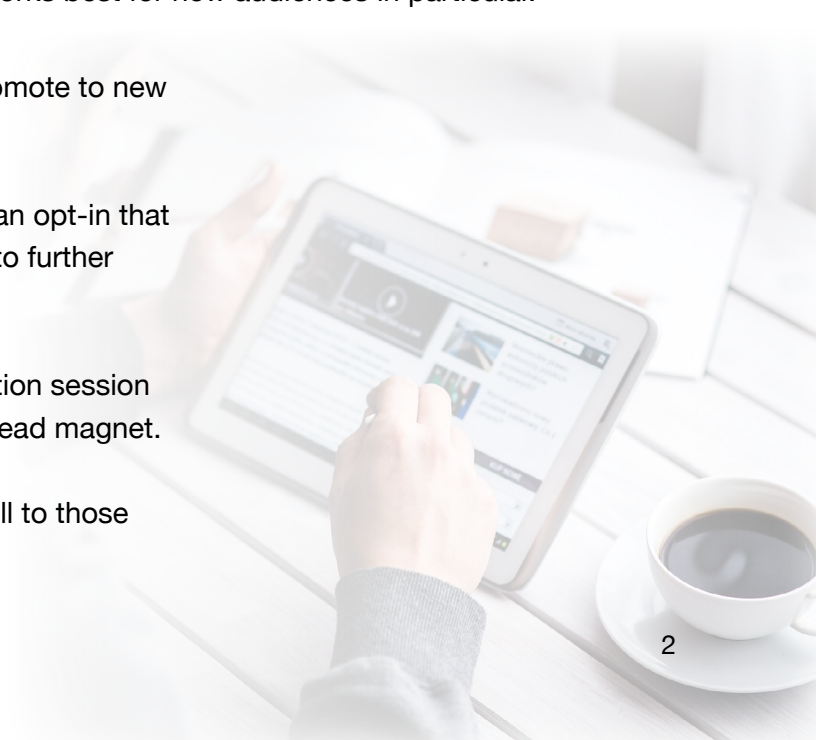 best for new audiences in particular.
omote to new
an opt-in that
to further
tion session
ead magnet.
ll to those
2